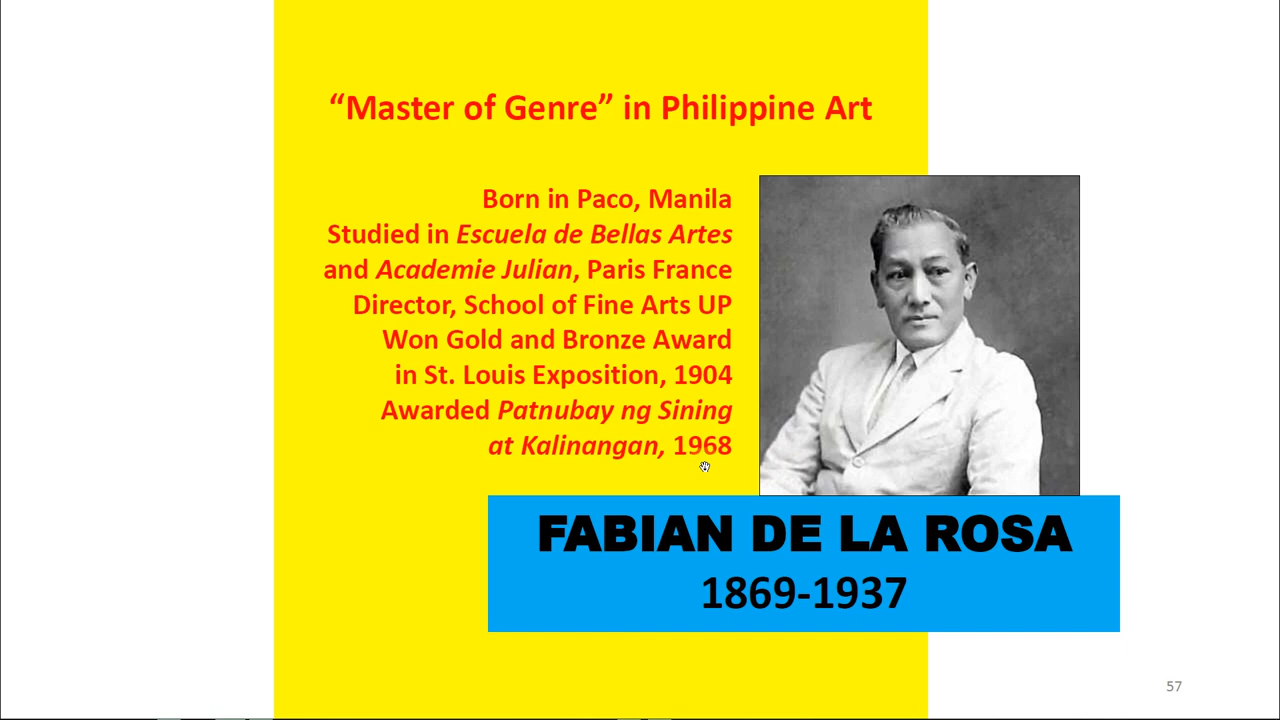 “Master of Genre” in Philippine Art
Born in Paco, Manila
Studied in Escuela de Bellas Artes
and Academie Julian, Paris France
Director, School of Fine Arts UP
Won Gold and Bronze Award
in St. Louis Exposition, 1904
Awarded Patnubay ng Sining
at Kalinangan, 1968
FABIAN DE LA ROSA
1869-1937
57